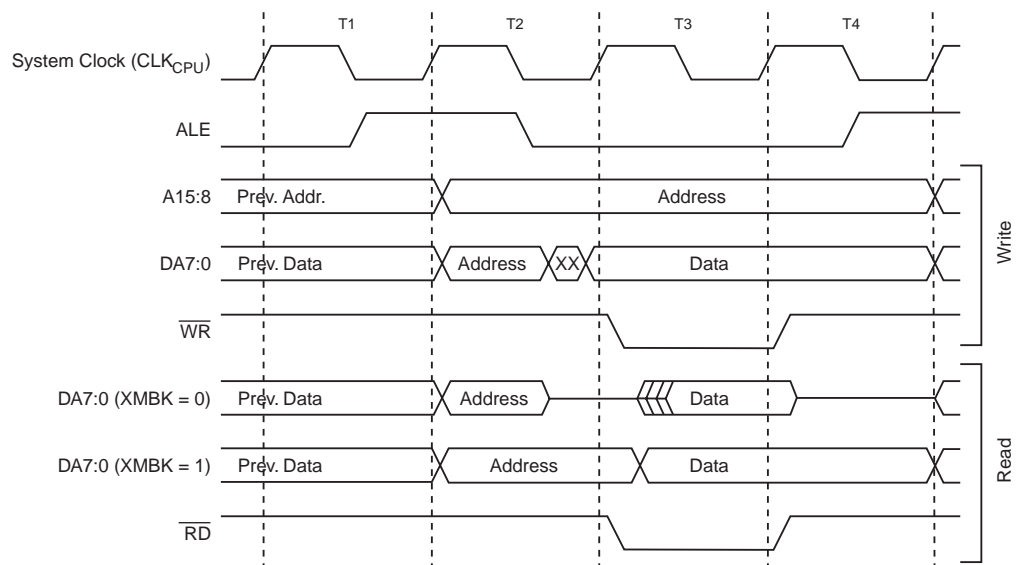 T1 T2 T3 T4
System Clock (CLKCPU)
ALE
A15:8 Prev. Addr. Address
DA7:0 Prev. Data Address XX Data
WR
Write
DA7:0 (XMBK = 0) Prev. Data Address Data
DA7:0 (XMBK = 1) Prev. Data Address Data
RD
Read